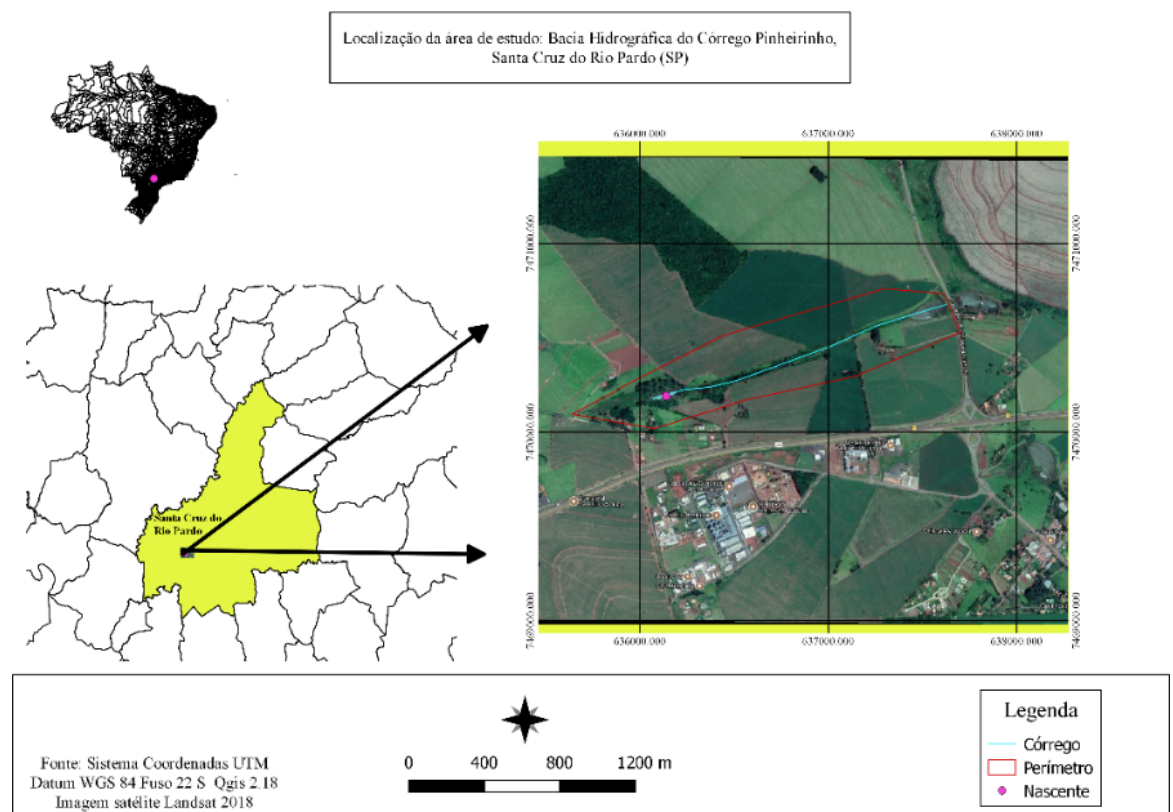 Localização da área de estudo: Bacia Hidrográfica do Córrego Pinheirinho,
Santa Cruz do Rio Pardo (SP)
636000.000
637000.000
638000.000
7471000.000
7471000.000
7470000.000
7470000.000
7469000.000
7469000.000
636000.000
637000.000
638000.000
Santa Cruz do
Rio Pardo
Fonte: Sistema Coordenadas UTM
Datum WGS 84 Fuso 22 S Qgis 2.18
Imagem satélite Landsat 2018
0 400 800 1200 m
Legenda
Córrego
Perímetro
Nascente